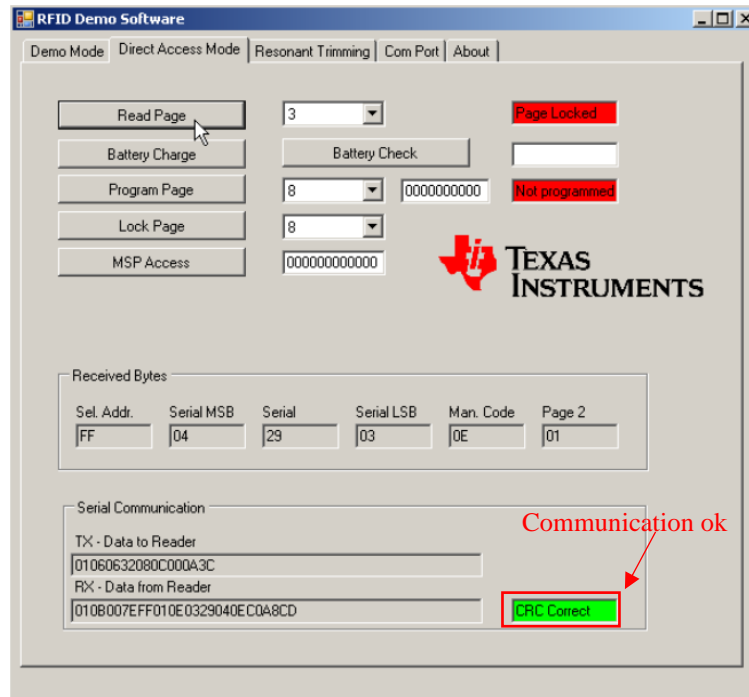 RFID Demo Software
Demo Mode Direct Access Mode Resonant Trimming Com Port About
Read Page 3 Page Locked
Battery Charge Battery Check
Program Page 8 0000000000 Not programmed
Lock Page 8
MSP Access 000000000000
TEXAS
INSTRUMENTS
Received Bytes
Sel. Addr. Serial MSB Serial Serial LSB Man. Code Page 2
FF 04 29 03 0E 01
Serial Communication
Communication ok
TX - Data to Reader
01060632080C000A3C
RX - Data from Reader
010B007EFF010E0329040EC0A8CD CRC Correct